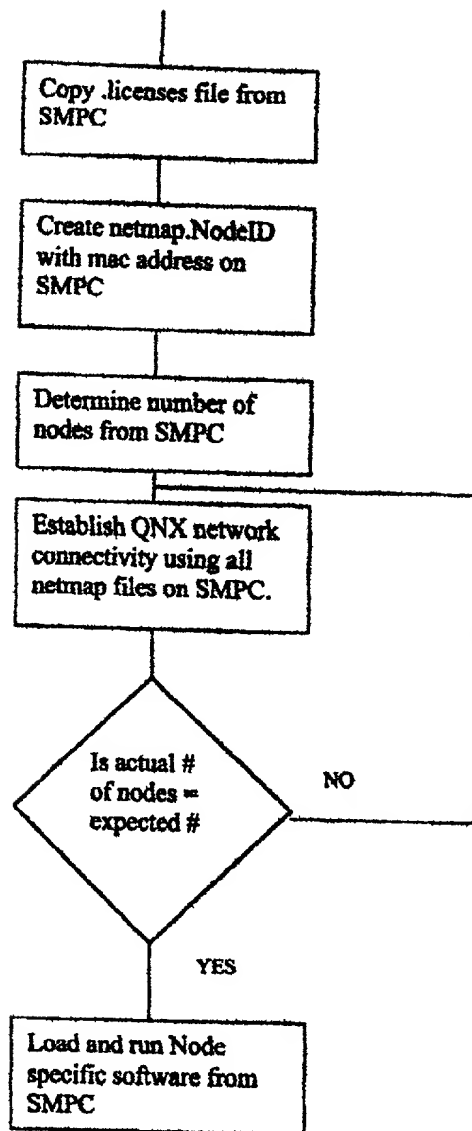 Copy .licenses file from
SMPC
Create netmap.NodeID
with mac address on
SMPC
Determine number of
nodes from SMPC
Establish QNX network
connectivity using all
netmap files on SMPC.
Is actual #
of nodes =
expected #
NO
YES
Load and run Node
specific software from
SMPC